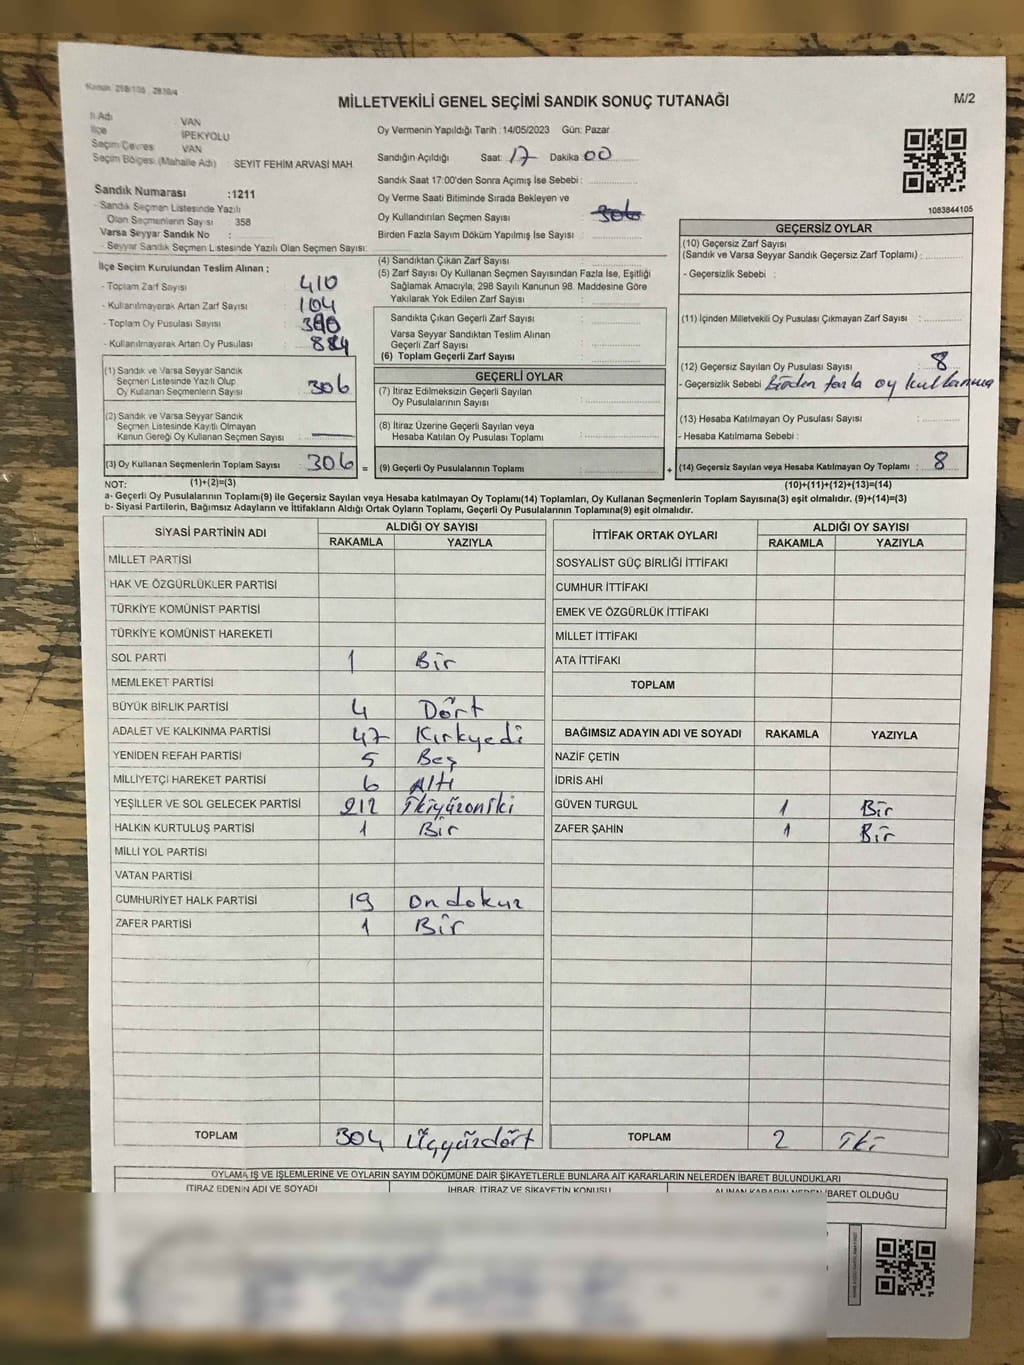 Kanun: 298/105 , 2839/4
MİLLETVEKİLİ GENEL SEÇİMİ SANDIK SONUÇ TUTANAĞI
M/2
İl Adı : VAN
İlçe : İPEKYOLU
Seçim Çevresi : VAN
Seçim Bölgesi (Mahalle Adı) : SEYİT FEHİM ARVASİ MAH.
Sandık Numarası :1211
- Sandık Seçmen Listesinde Yazılı
Olan Seçmenlerin Sayısı : 358
Varsa Seyyar Sandık No :
- Seyyar Sandık Seçmen Listesinde Yazılı Olan Seçmen Sayısı:
Oy Vermenin Yapıldığı Tarih :14/05/2023 Gün: Pazar
Sandığın Açıldığı Saat: 17 Dakika 00
Sandık Saat 17:00'den Sonra Açımış İse Sebebi :
Oy Verme Saati Bitiminde Sırada Bekleyen ve
Oy Kullandırılan Seçmen Sayısı : 306
Birden Fazla Sayım Döküm Yapılmış İse Sayısı :
1083844105
İlçe Seçim Kurulundan Teslim Alınan ;
- Toplam Zarf Sayısı : 410
- Kullanılmayarak Artan Zarf Sayısı : 104
- Toplam Oy Pusulası Sayısı :
- Kullanılmayarak Artan Oy Pusulası :
(1) Sandık ve Varsa Seyyar Sandık
Seçmen Listesinde Yazılı Olup
Oy Kullanan Seçmenlerin Sayısı : 306
(2) Sandık ve Varsa Seyyar Sandık
Seçmen Listesinde Kayıtlı Olmayan
Kanun Gereği Oy Kullanan Seçmen Sayısı :
(3) Oy Kullanan Seçmenlerin Toplam Sayısı : 306 =
(4) Sandıktan Çıkan Zarf Sayısı :
(5) Zarf Sayısı Oy Kullanan Seçmen Sayısından Fazla İse, Eşitliği
Sağlamak Amacıyla, 298 Sayılı Kanunun 98. Maddesine Göre
Yakılarak Yok Edilen Zarf Sayısı :
Sandıkta Çıkan Geçerli Zarf Sayısı :
Varsa Seyyar Sandıktan Teslim Alınan
Geçerli Zarf Sayısı :
(6) Toplam Geçerli Zarf Sayısı :
GEÇERLİ OYLAR
(7) İtiraz Edilmeksizin Geçerli Sayılan
Oy Pusulalarının Sayısı :
(8) İtiraz Üzerine Geçerli Sayılan veya
Hesaba Katılan Oy Pusulası Toplamı :
(9) Geçerli Oy Pusulalarının Toplamı : +
GEÇERSİZ OYLAR
(10) Geçersiz Zarf Sayısı
(Sandık ve Varsa Seyyar Sandık Geçersiz Zarf Toplamı) :
- Geçersizlik Sebebi :
(11) İçinden Milletvekili Oy Pusulası Çıkmayan Zarf Sayısı :
(12) Geçersiz Sayılan Oy Pusulası Sayısı : 8
- Geçersizlik Sebebi : Birden fazla oy kullanma
(13) Hesaba Katılmayan Oy Pusulası Sayısı :
- Hesaba Katılmama Sebebi :
(14) Geçersiz Sayılan veya Hesaba Katılmayan Oy Toplamı : 8
NOT: (1)+(2)=(3)
(10)+(11)+(12)+(13)=(14)
a- Geçerli Oy Pusulalarının Toplamı(9) ile Geçersiz Sayılan veya Hesaba katılmayan Oy Toplamı(14) Toplamları, Oy Kullanan Seçmenlerin Toplam Sayısına(3) eşit olmalıdır. (9)+(14)=(3)
b- Siyasi Partilerin, Bağımsız Adayların ve İttifakların Aldığı Ortak Oyların Toplamı, Geçerli Oy Pusulalarının Toplamına(9) eşit olmalıdır.
SİYASİ PARTİNİN ADI ALDIĞI OY SAYISI
RAKAMLA YAZIYLA
MİLLET PARTİSİ
HAK VE ÖZGÜRLÜKLER PARTİSİ
TÜRKİYE KOMÜNİST PARTİSİ
TÜRKİYE KOMÜNİST HAREKETİ
SOL PARTİ 1 Bir
MEMLEKET PARTİSİ
BÜYÜK BİRLİK PARTİSİ 4 Dört
ADALET VE KALKINMA PARTİSİ 47 Kırkyedi
YENİDEN REFAH PARTİSİ 5 Beş
MİLLİYETÇİ HAREKET PARTİSİ 6 Altı
YEŞİLLER VE SOL GELECEK PARTİSİ 212 İkiyüzoniki
HALKIN KURTULUŞ PARTİSİ 1 Bir
MİLLİ YOL PARTİSİ
VATAN PARTİSİ
CUMHURİYET HALK PARTİSİ 19 Ondokuz
ZAFER PARTİSİ 1 Bir
TOPLAM 304 Üçyüzdört
İTTİFAK ORTAK OYLARI ALDIĞI OY SAYISI
RAKAMLA YAZIYLA
SOSYALİST GÜÇ BİRLİĞİ İTTİFAKI
CUMHUR İTTİFAKI
EMEK VE ÖZGÜRLÜK İTTİFAKI
MİLLET İTTİFAKI
ATA İTTİFAKI
TOPLAM
BAĞIMSIZ ADAYIN ADI VE SOYADI RAKAMLA YAZIYLA
NAZİF ÇETİN
İDRİS AHİ
GÜVEN TURGUL 1 Bir
ZAFER ŞAHİN 1 Bir
TOPLAM 2 iki
OYLAMA İŞ VE İŞLEMLERİNE VE OYLARIN SAYIM DÖKÜMÜNE DAİR ŞİKAYETLERLE BUNLARA AİT KARARLARIN NELERDEN İBARET BULUNDUKLARI
İTİRAZ EDENİN ADI VE SOYADI İHBAR, İTİRAZ VE ŞİKAYETİN KONUSU ALINAN KARARIN NEDEN İBARET OLDUĞU